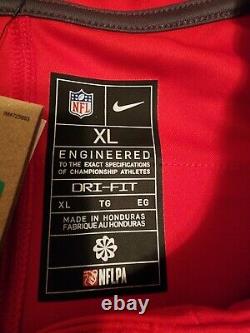 NFL
XL
ENGINEERED
TO THE EXACT SPECIFICATIONS
OF CHAMPIONSHIP ATHLETES
DRI-FIT
XL TG EG
MADE IN HONDURAS
FABRIQUÉ AU HONDURAS
NFLPA